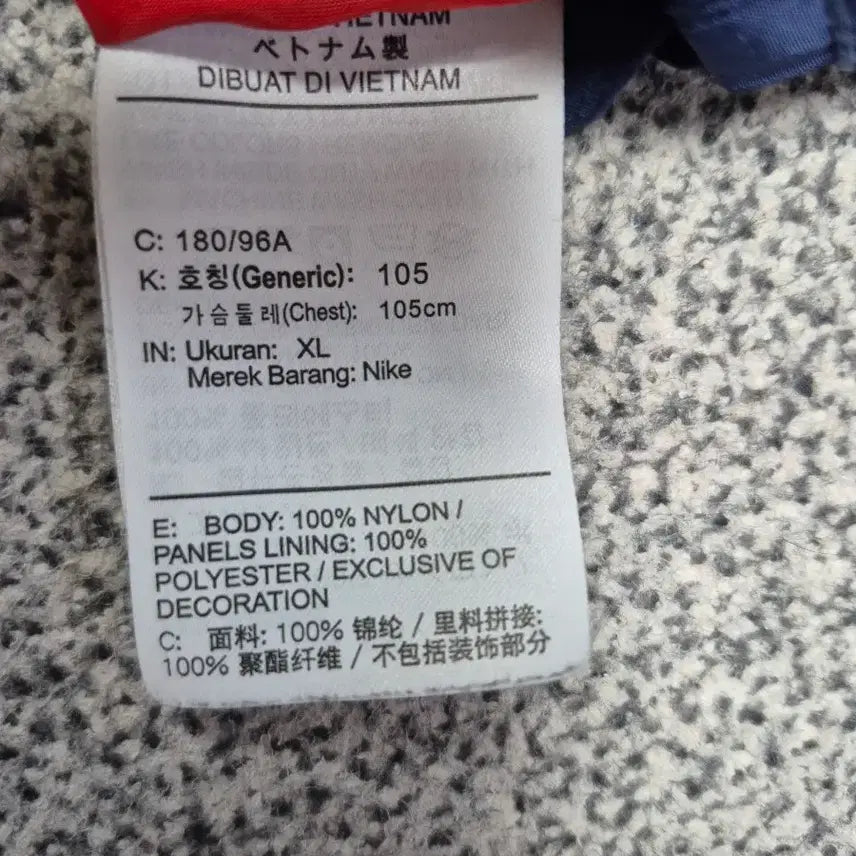 VIETNAM
ベトナム製
DIBUAT DI VIETNAM
C: 180/96A
K: 호칭(Generic): 105
가슴둘레(Chest): 105cm
IN: Ukuran: XL
Merek Barang: Nike
E: BODY: 100% NYLON /
PANELS LINING: 100%
POLYESTER / EXCLUSIVE OF
DECORATION
C: 面料: 100% 锦纶 / 里料拼接:
100% 聚酯纤维 / 不包括装饰部分